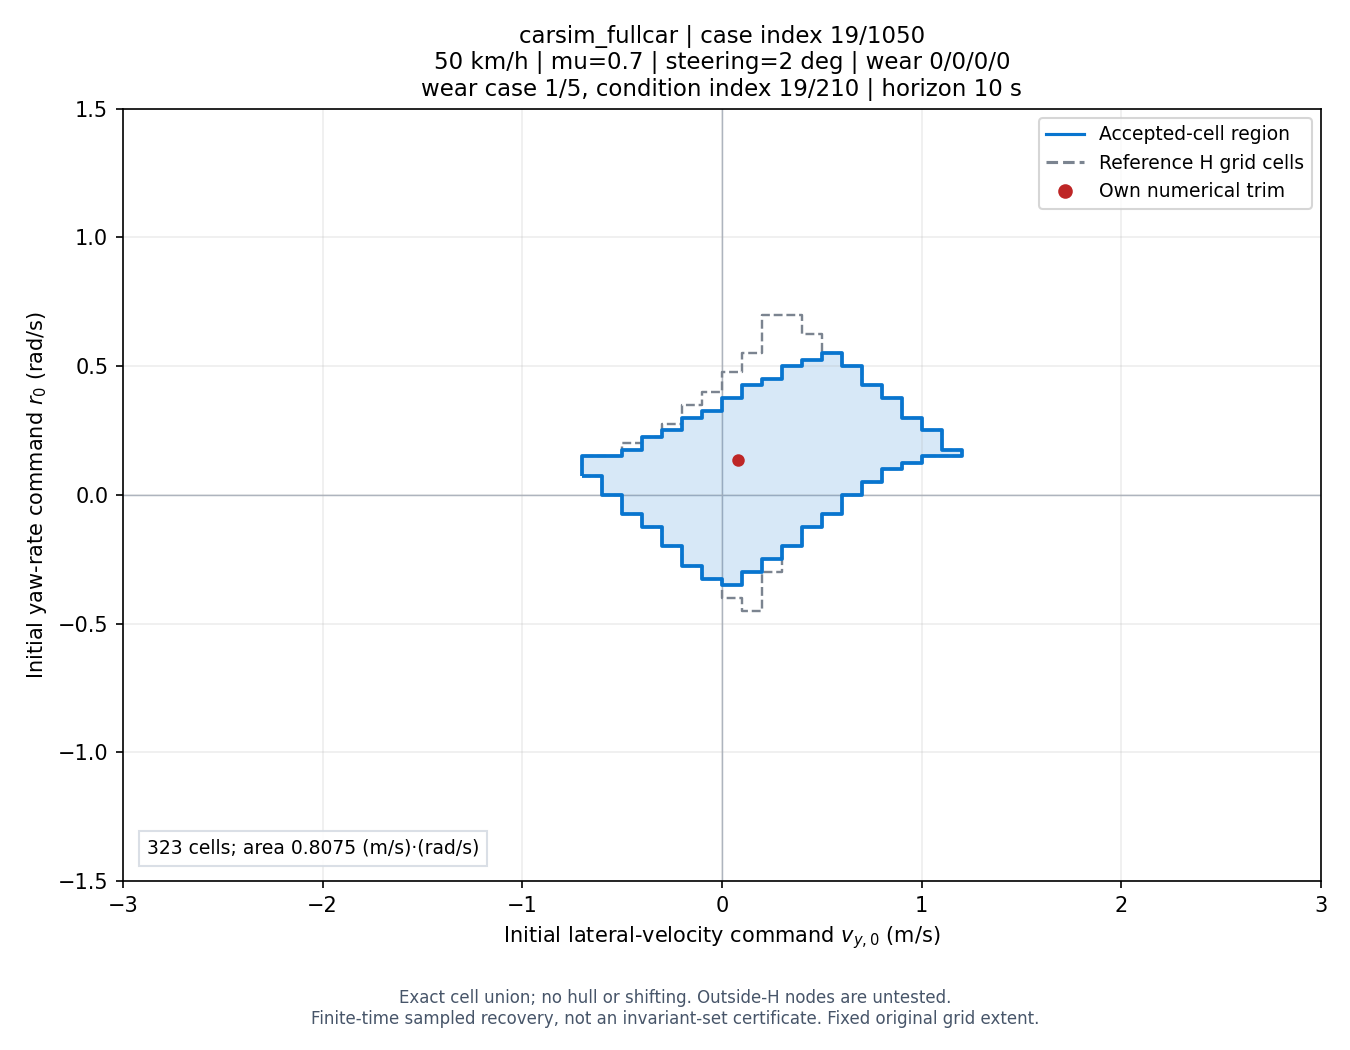 carsim_fullcar | case index 19/1050
50 km/h | mu=0.7 | steering=2 deg | wear 0/0/0/0
wear case 1/5, condition index 19/210 | horizon 10 s
Accepted-cell region
Reference H grid cells
Own numerical trim
1.5
1.0
0.5
0.0
−0.5
−1.0
−1.5
Initial yaw-rate command r0 (rad/s)
323 cells; area 0.8075 (m/s)·(rad/s)
−3
−2
−1
0
1
2
3
Initial lateral-velocity command vy,0 (m/s)
Exact cell union; no hull or shifting. Outside-H nodes are untested.
Finite-time sampled recovery, not an invariant-set certificate. Fixed original grid extent.